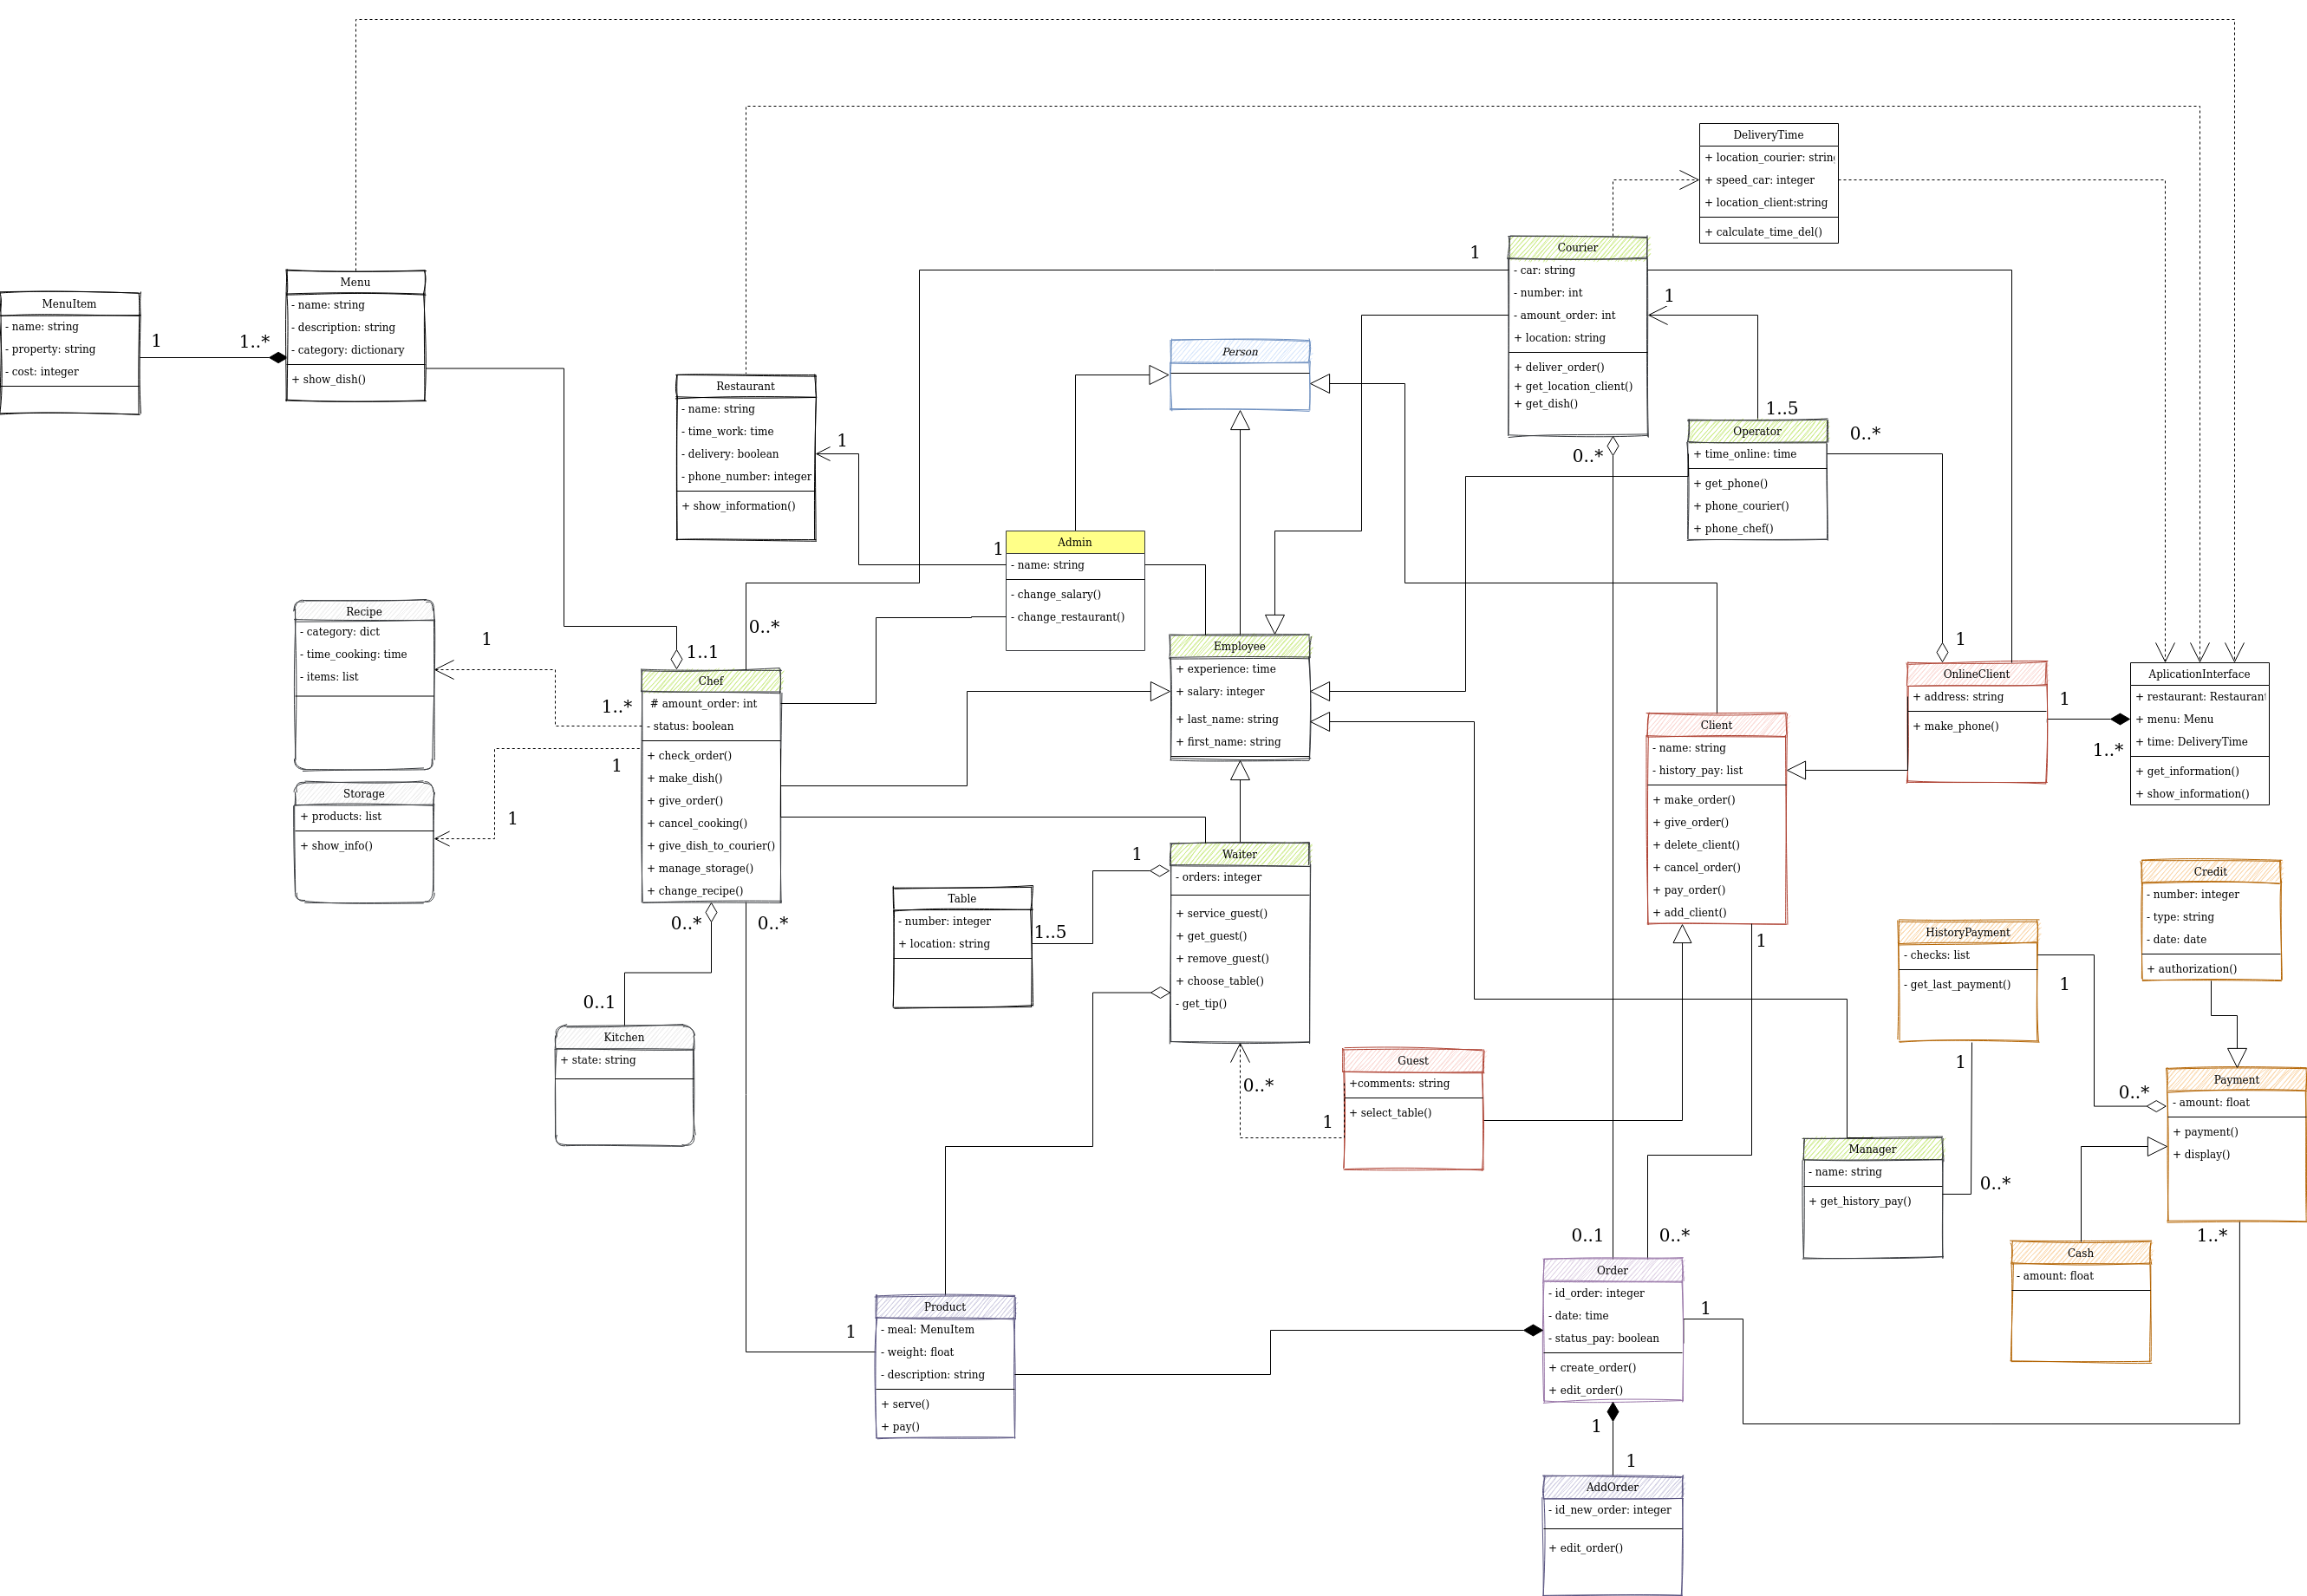 DeliveryTime
+ location_courier: string
+ speed_car: integer
+ location_client:string
+ calculate_time_del()
Courier
- car: string
- number: int
- amount_order: int
+ location: string
+ deliver_order()
+ get_location_client()
+ get_dish()
1
1
1..5
0..*
Menu
- name: string
- description: string
- category: dictionary
+ show_dish()
MenuItem
- name: string
- property: string
- cost: integer
1
1..*
Person
Restaurant
- name: string
- time_work: time
- delivery: boolean
- phone_number: integer
+ show_information()
1
Operator
+ time_online: time
+ get_phone()
+ phone_courier()
+ phone_chef()
0..*
Admin
- name: string
- change_salary()
- change_restaurant()
1
Recipe
- category: dict
- time_cooking: time
- items: list
1
0..*
1..1
Employee
+ experience: time
+ salary: integer
+ last_name: string
+ first_name: string
1
OnlineClient
+ address: string
+ make_phone()
1
1..*
AplicationInterface
+ restaurant: Restaurant
+ menu: Menu
+ time: DeliveryTime
+ get_information()
+ show_information()
Chef
# amount_order: int
- status: boolean
+ check_order()
+ make_dish()
+ give_order()
+ cancel_cooking()
+ give_dish_to_courier()
+ manage_storage()
+ change_recipe()
1..*
1
1
Client
- name: string
- history_pay: list
+ make_order()
+ give_order()
+ delete_client()
+ cancel_order()
+ pay_order()
+ add_client()
Storage
+ products: list
+ show_info()
Waiter
- orders: integer
+ service_guest()
+ get_guest()
+ remove_guest()
+ choose_table()
- get_tip()
1
Table
- number: integer
+ location: string
1..5
Credit
- number: integer
- type: string
- date: date
+ authorization()
HistoryPayment
- checks: list
- get_last_payment()
1
1
1
0..*
0..*
0..1
Kitchen
+ state: string
Guest
+comments: string
+ select_table()
0..*
1
Payment
- amount: float
+ payment()
+ display()
0..*
1..*
Manager
- name: string
+ get_history_pay()
0..*
Cash
- amount: float
0..1
0..*
Order
- id_order: integer
- date: time
- status_pay: boolean
+ create_order()
+ edit_order()
1
Product
- meal: MenuItem
- weight: float
- description: string
+ serve()
+ pay()
1
1
1
AddOrder
- id_new_order: integer
+ edit_order()